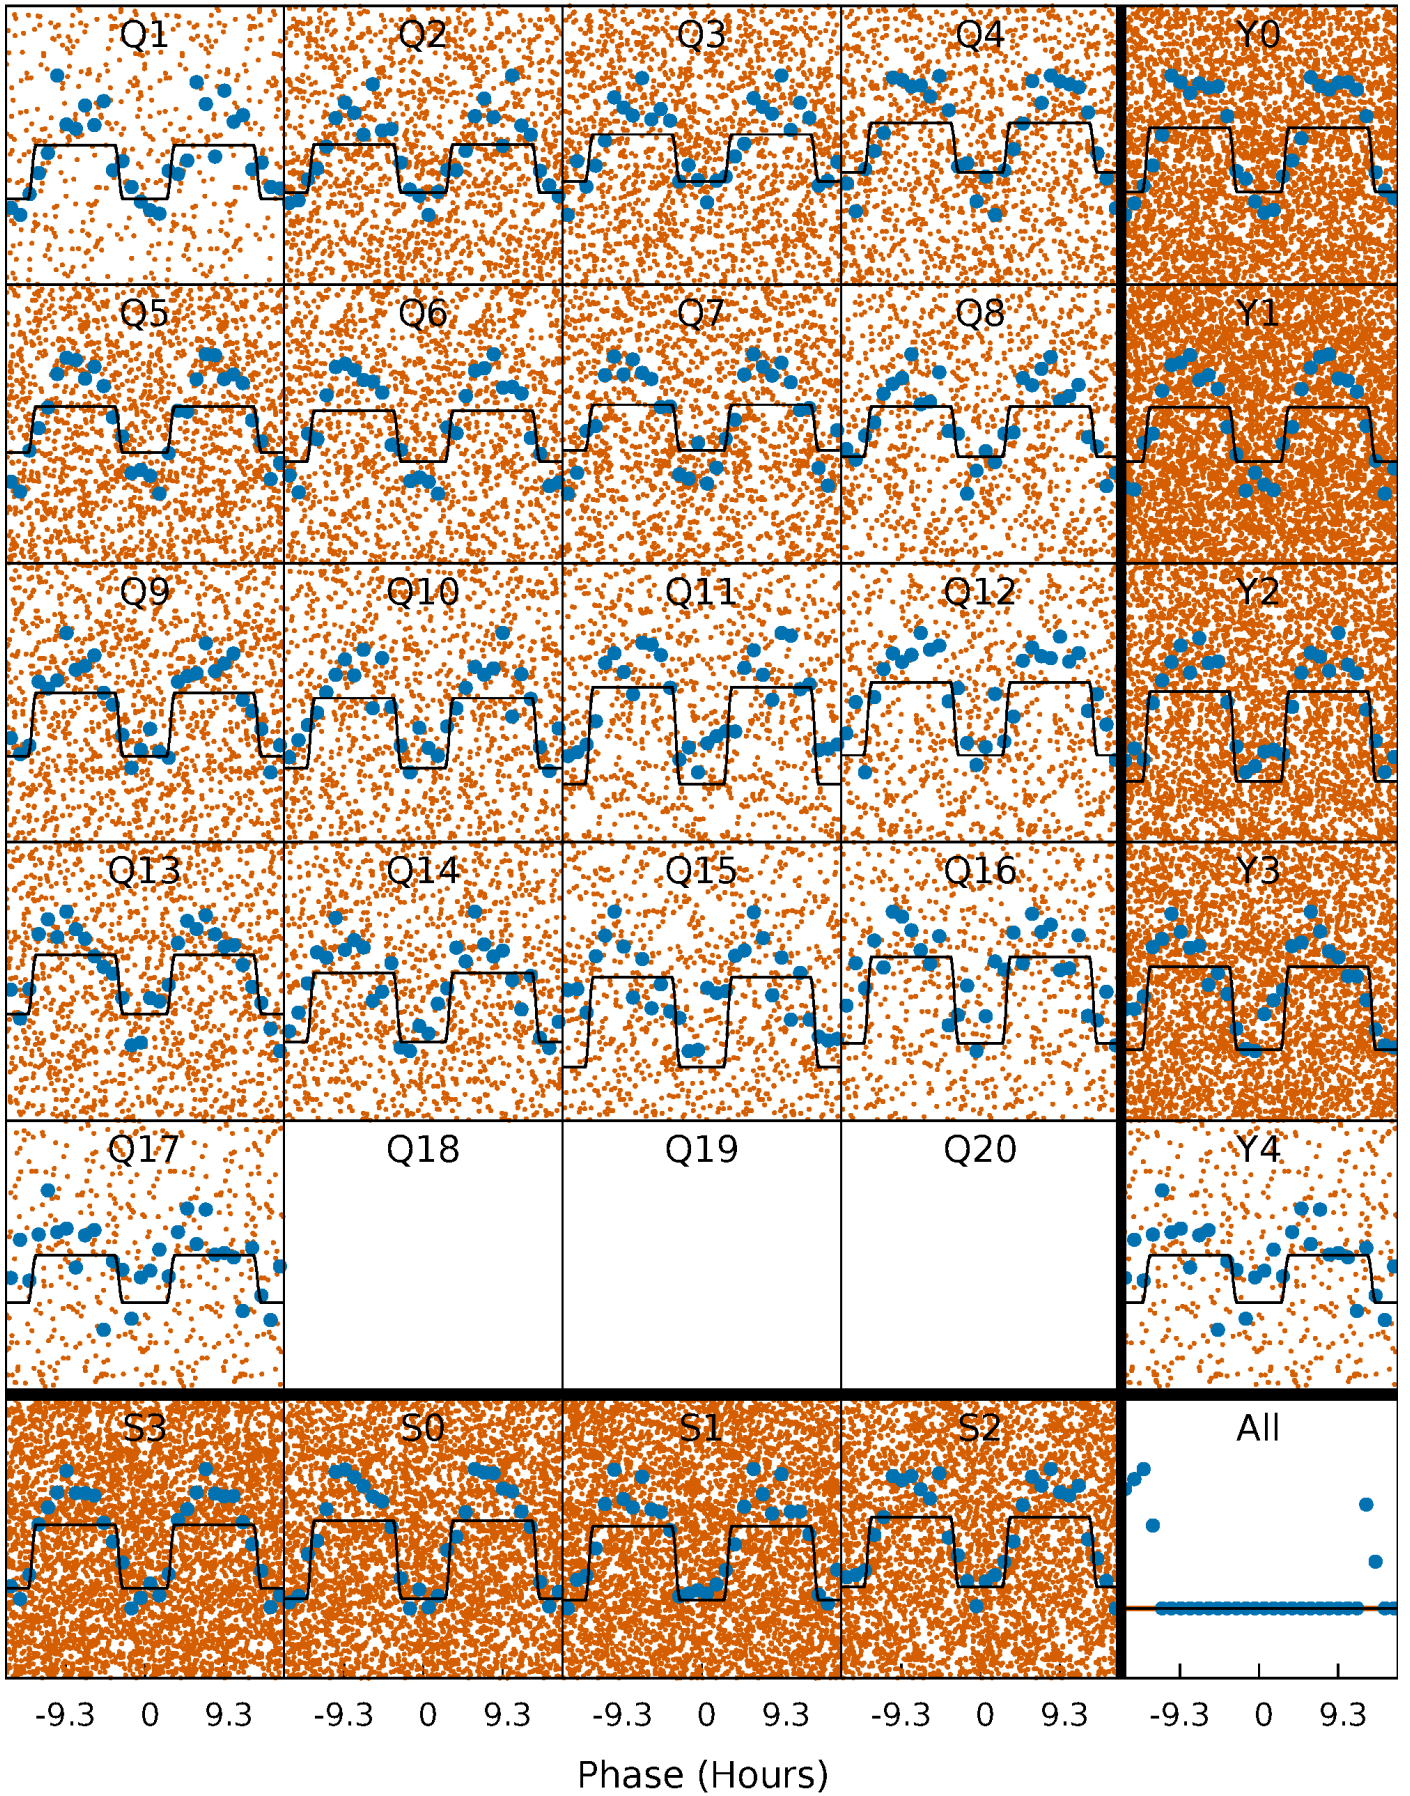 Q1 Q2 Q3 Q4 Y0
Q5 Q6 Q7 Q8 Y1
Q9 Q10 Q11 Q12 Y2
Q13 Q14 Q15 Q16 Y3
Q17 Q18 Q19 Q20 Y4
S3 S0 S1 S2 All
-9.3 0 9.3 -9.3 0 9.3 -9.3 0 9.3 -9.3 0 9.3 -9.3 0 9.3
Phase (Hours)